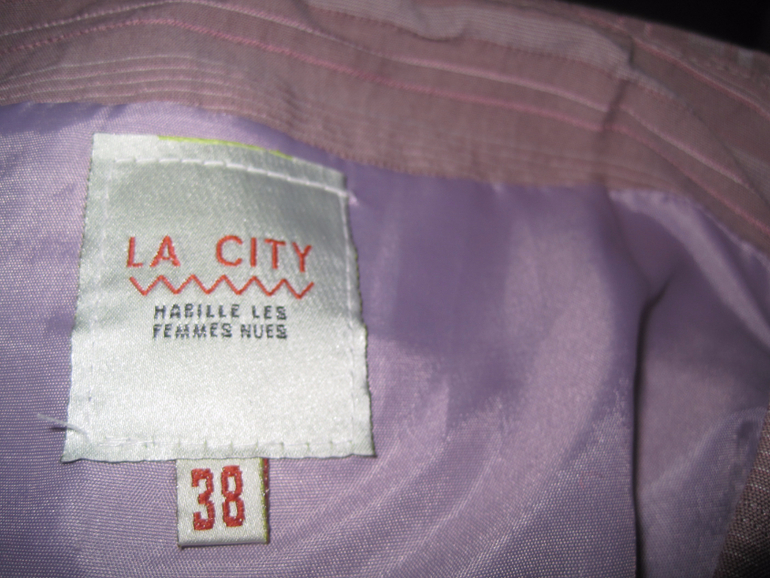 LA CITY
HABILLE LES
FEMMES NUES
38